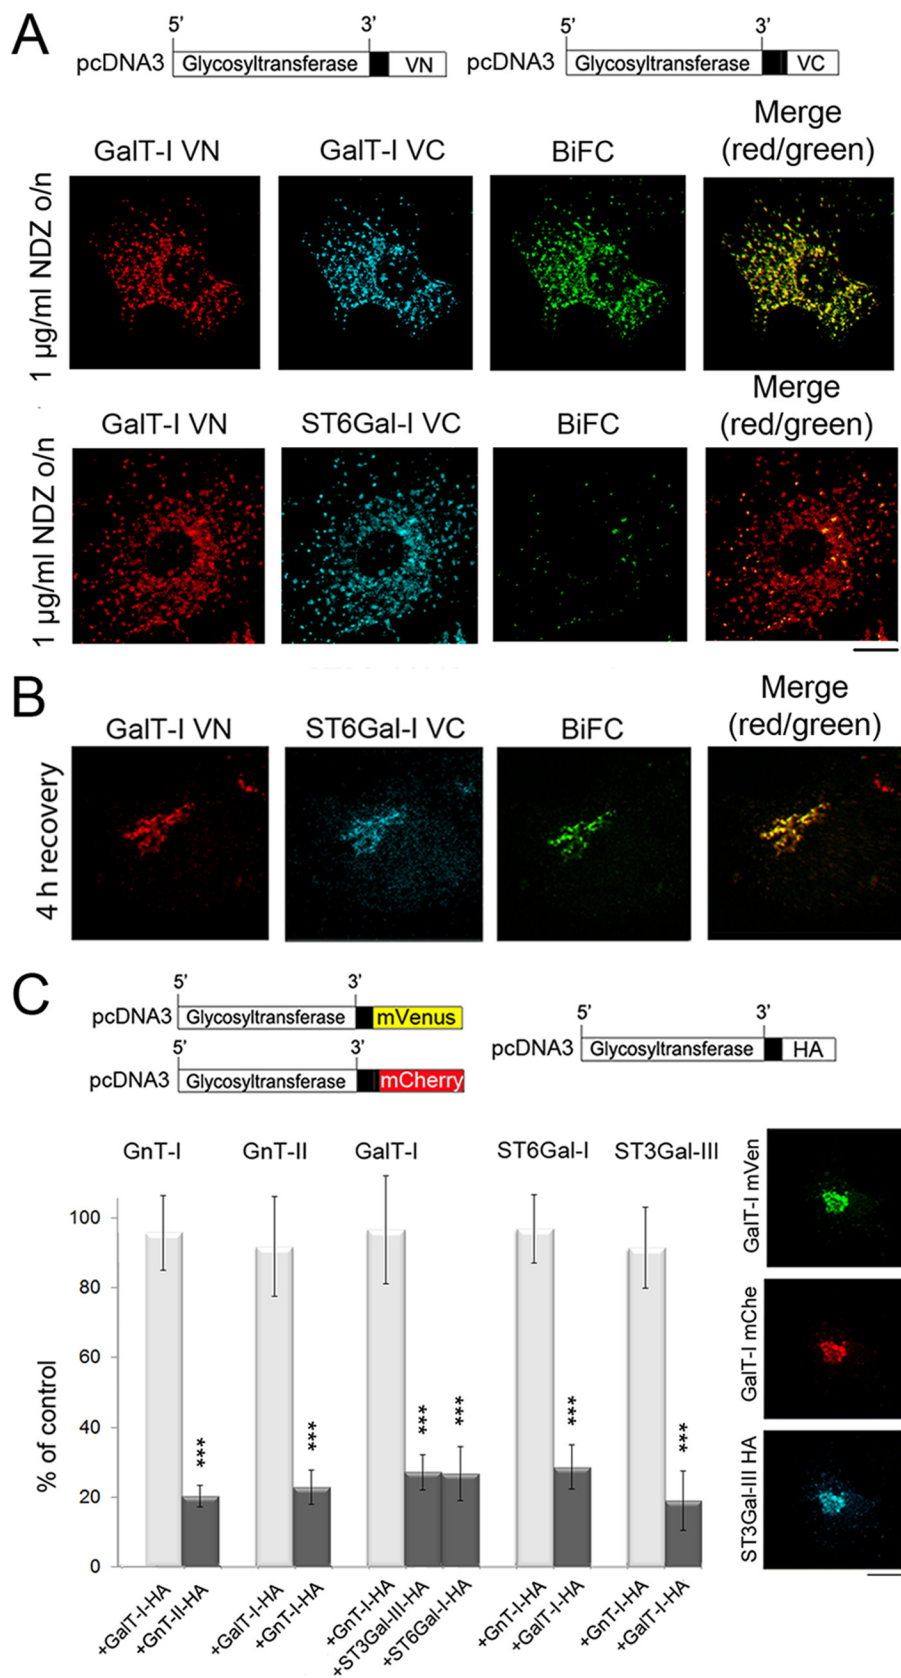 A
5’ 3’ 5’ 3’
pcDNA3 Glycosyltransferase VN pcDNA3 Glycosyltransferase VC
GalT-I VN GalT-I VC BiFC Merge
(red/green)
1 µg/ml NDZ o/n
GalT-I VN ST6Gal-I VC BiFC Merge
(red/green)
1 µg/ml NDZ o/n
B
GalT-I VN ST6Gal-I VC BiFC Merge
(red/green)
4 h recovery
C
5’ 3’
pcDNA3 Glycosyltransferase mVenus
5’ 3’
pcDNA3 Glycosyltransferase mCherry
5’ 3’
pcDNA3 Glycosyltransferase HA
GnT-I GnT-II GalT-I ST6Gal-I ST3Gal-III
% of control
100
80
60
40
20
0
*** *** *** *** *** ***
+GalT-I-HA
+GnT-II-HA
+GalT-I-HA
+GnT-I-HA
+GnT-I-HA
+ST3Gal-III-HA
+ST6Gal-I-HA
+GnT-I-HA
+GalT-I-HA
+GnT-I-HA
+GalT-I-HA
GalT-I mVen
GalT-I mChe
ST3Gal-III HA